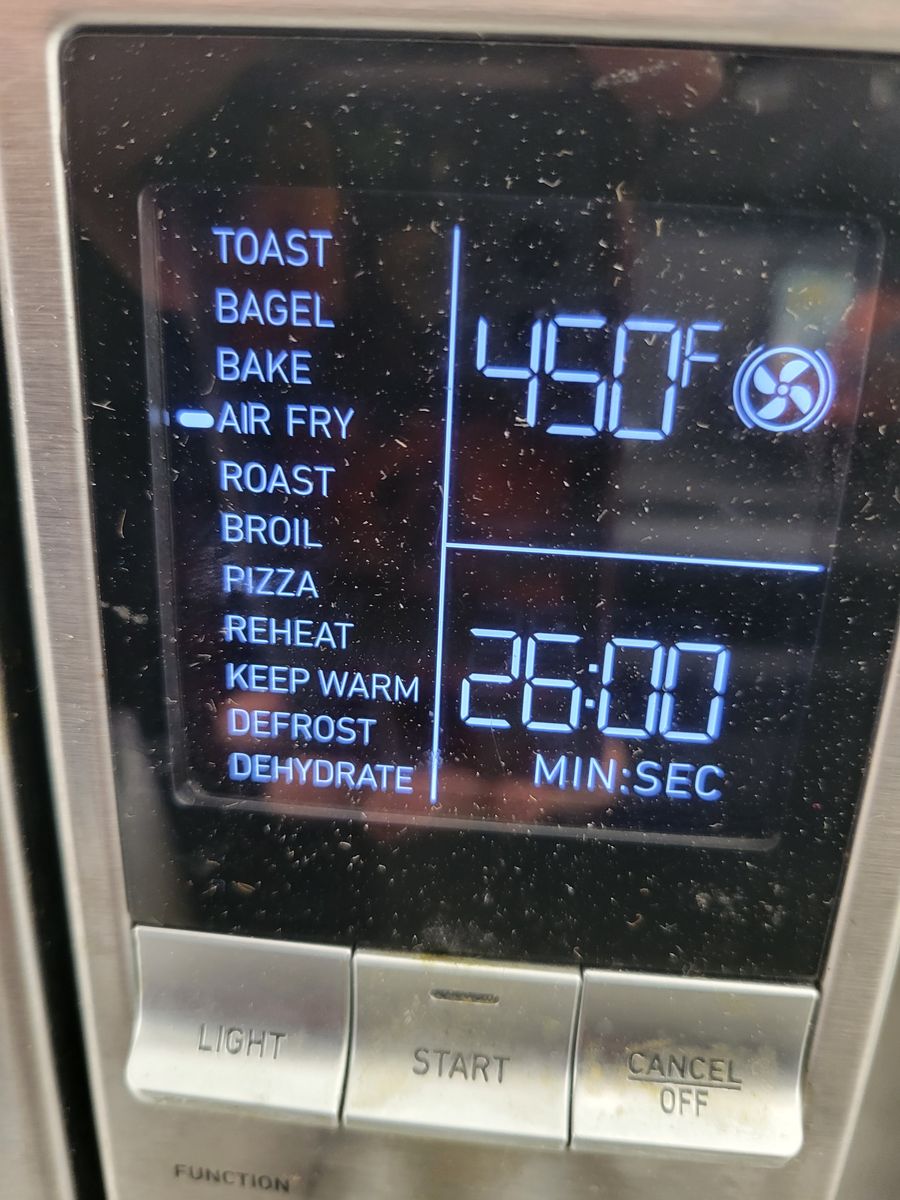 TOAST
BAGEL
BAKE
AIR FRY
ROAST
BROIL
PIZZA
REHEAT
KEEP WARM
DEFROST
DEHYDRATE
450F
26:00
MIN:SEC
LIGHT
START
CANCEL
OFF
FUNCTION